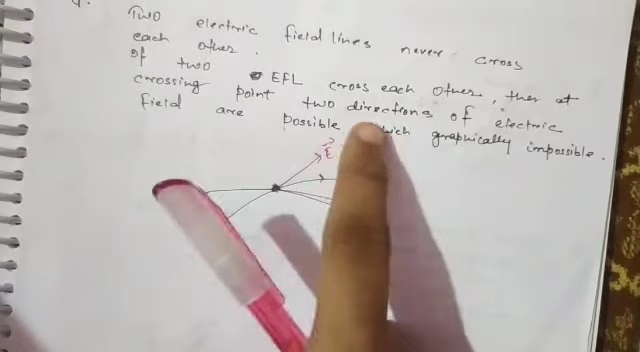 Two electric field lines never cross
each other.
of two EFL cross each other, then at
crossing point two directions of electric
field are possible which graphically impossible.
E